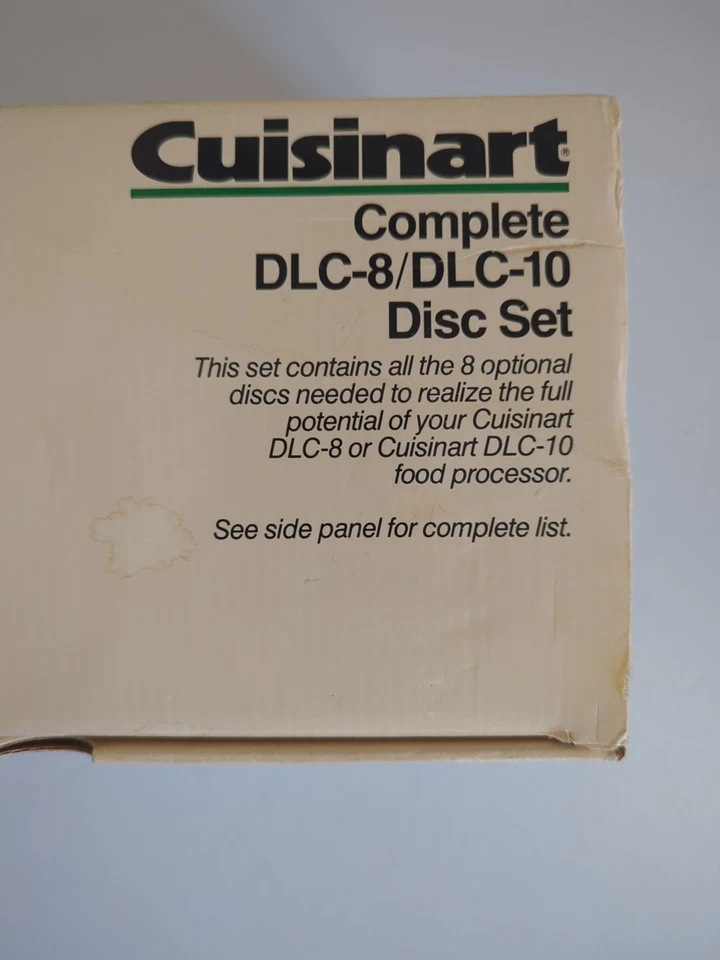 Cuisinart®
Complete
DLC-8/DLC-10
Disc Set
This set contains all the 8 optional
discs needed to realize the full
potential of your Cuisinart
DLC-8 or Cuisinart DLC-10
food processor.
See side panel for complete list.